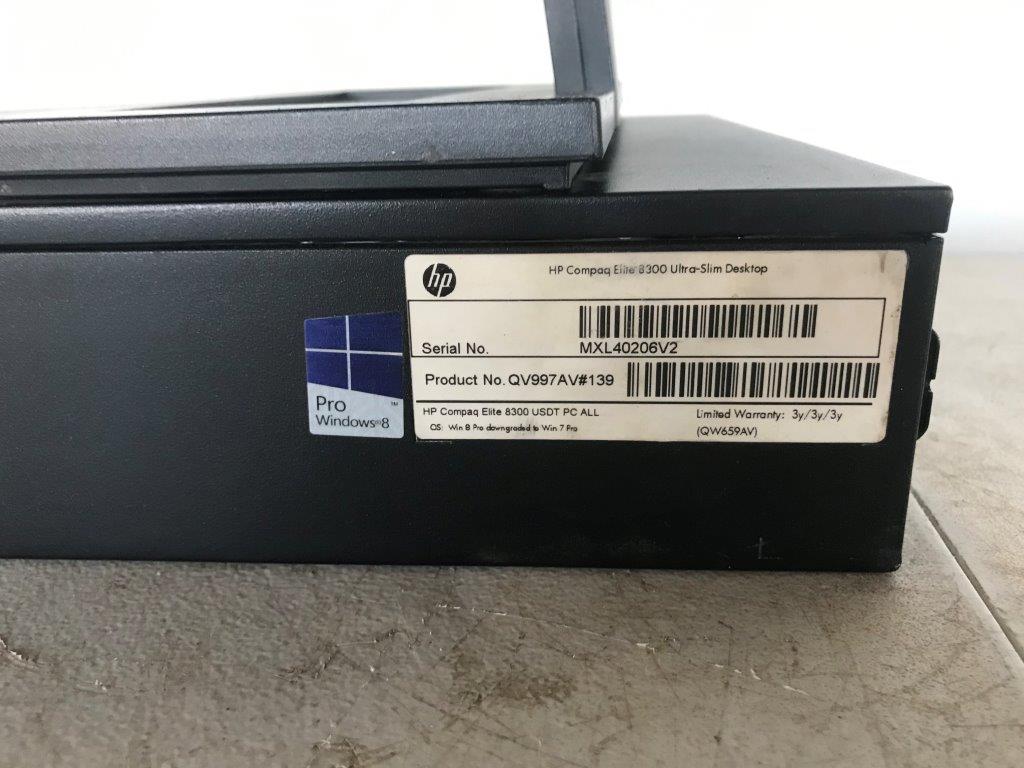 hp
HP Compaq Elite 8300 Ultra-Slim Desktop
Serial No.
MXL40206V2
Product No. QV997AV#139
HP Compaq Elite 8300 USDT PC ALL
Limited Warranty: 3y/3y/3y
OS: Win 8 Pro downgraded to Win 7 Pro
(QW659AV)
Pro
™
Windows®8